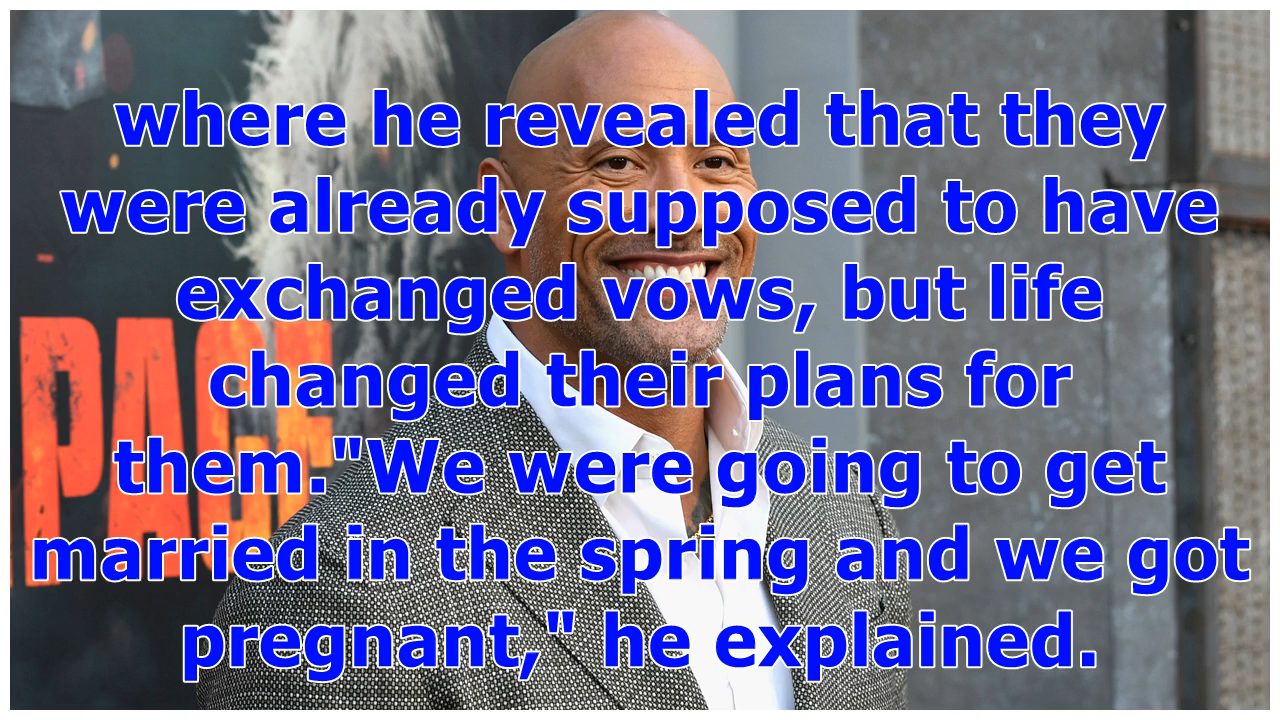 where he revealed that they
were already supposed to have
exchanged vows, but life
changed their plans for
them."We were going to get
married in the spring and we got
pregnant," he explained.
PAGE